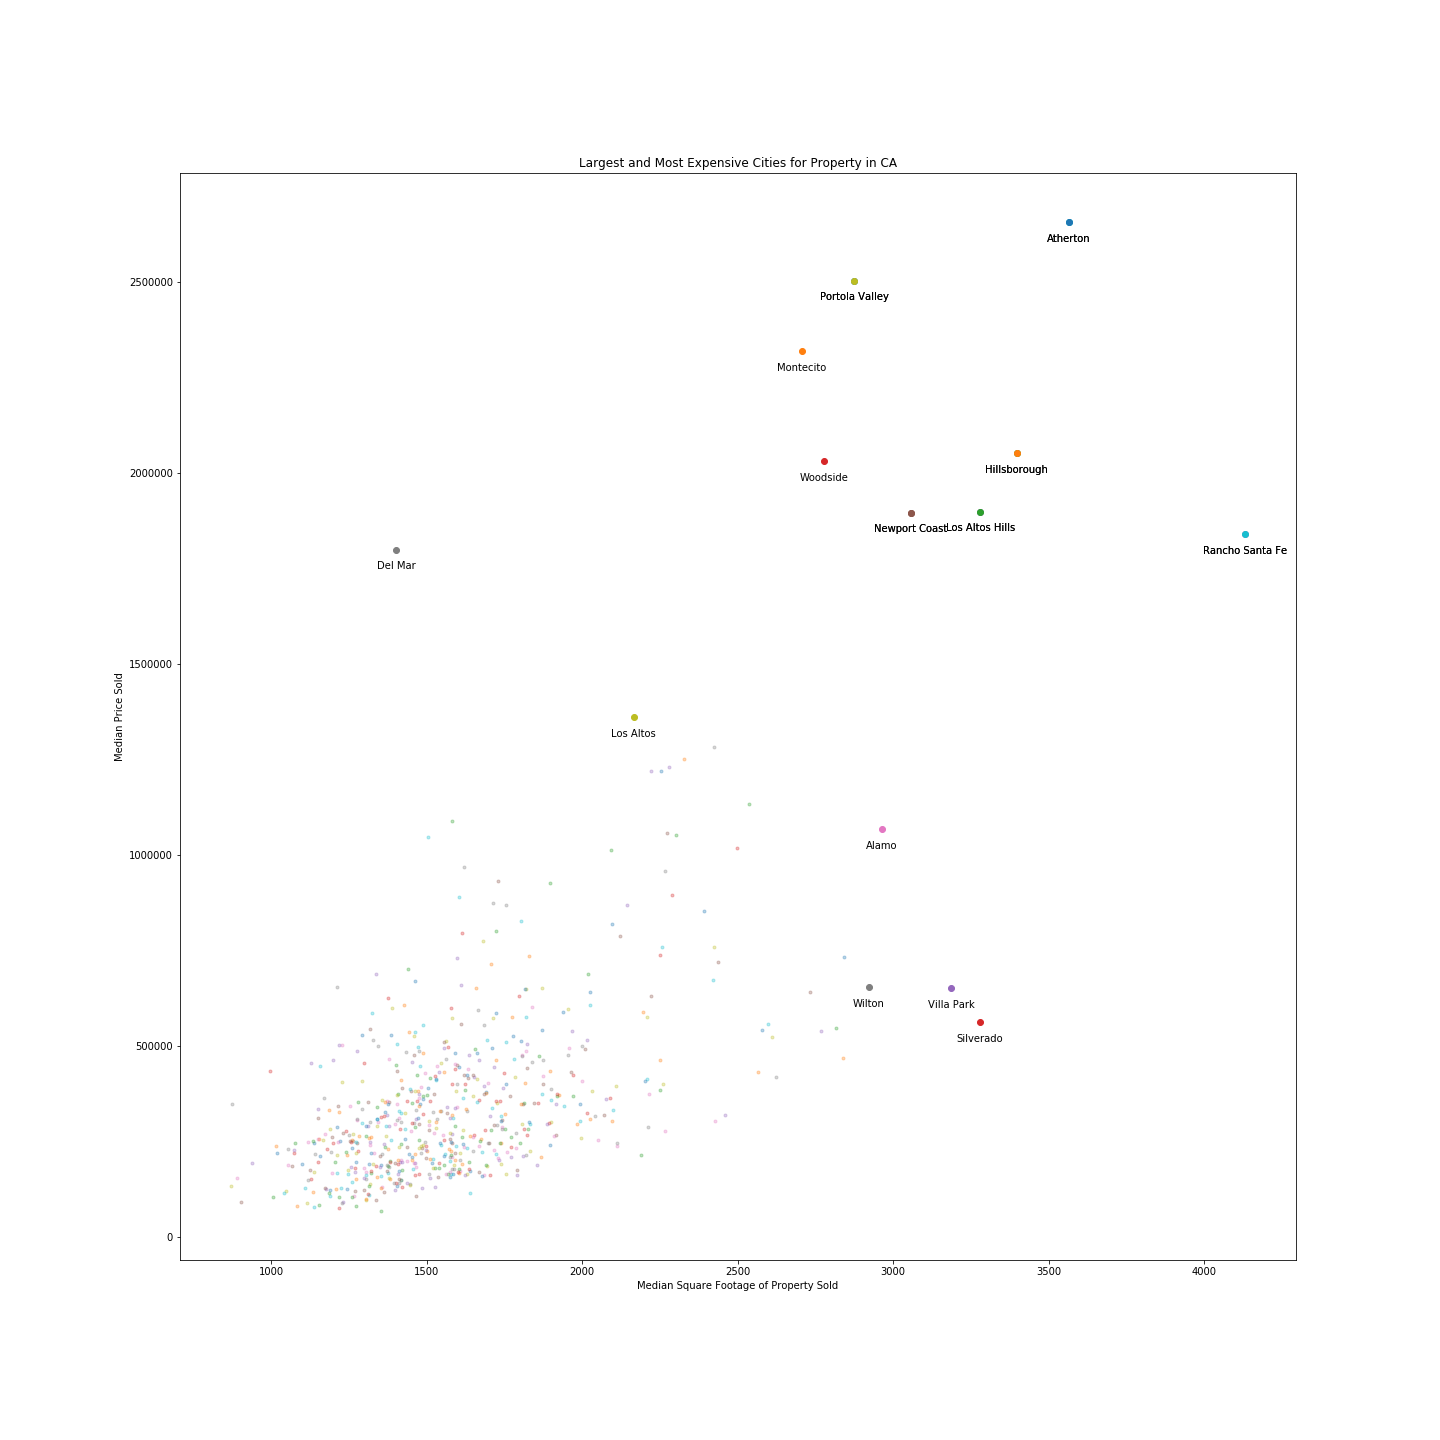 Largest and Most Expensive Cities for Property in CA
Atherton
2500000
Portola Valley
Montecito
2000000
Hillsborough
Woodside
Newport Coast
Los Altos Hills
Rancho Santa Fe
Del Mar
1500000
Median Price Sold
Los Altos
1000000
Alamo
Wilton
Villa Park
Silverado
500000
0
1000 1500 2000 2500 3000 3500 4000
Median Square Footage of Property Sold